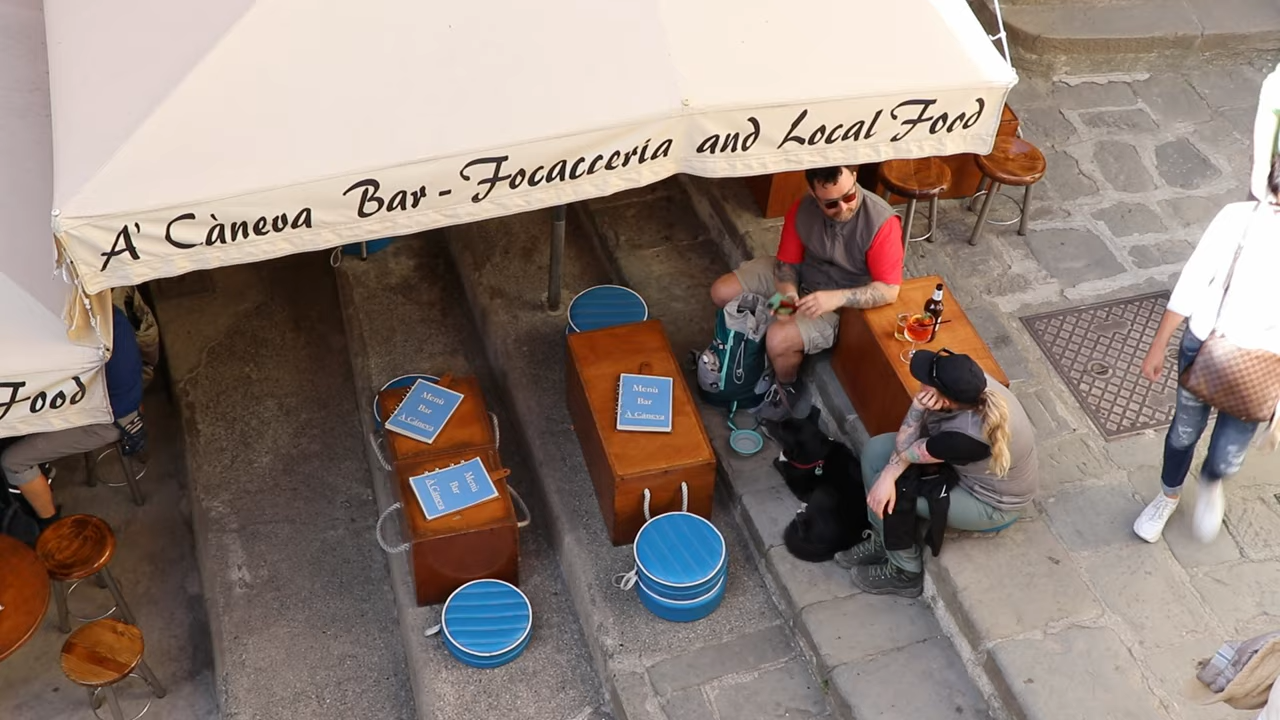 A' Càneva Bar - Focacceria and Local Food
Food
Menù
Bar
À Càneva
Menù
Bar
À Càneva
Menù
Bar
À Càneva